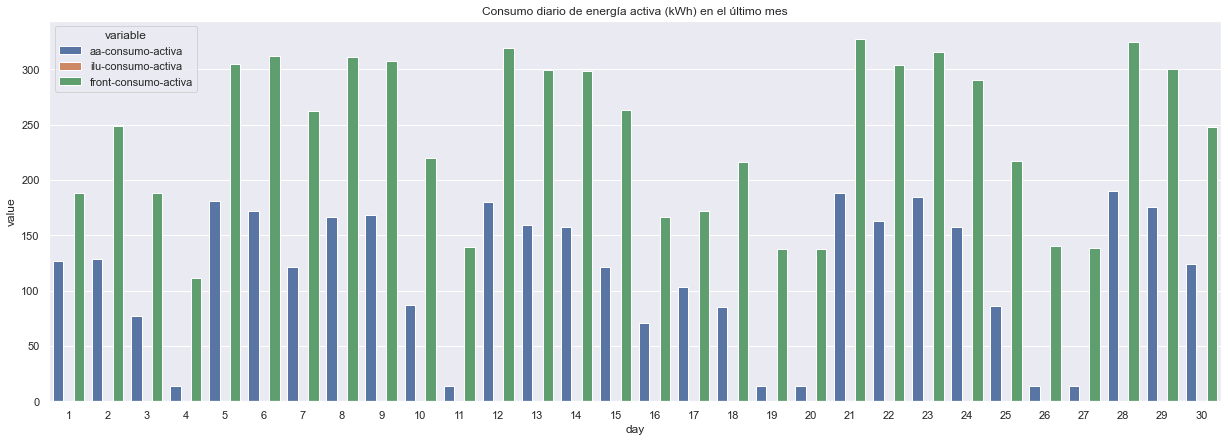 Consumo diario de energía activa (kWh) en el último mes
variable
aa-consumo-activa
ilu-consumo-activa
front-consumo-activa
300
250
200
150
100
50
0
value
1 2 3 4 5 6 7 8 9 10 11 12 13 14 15 16 17 18 19 20 21 22 23 24 25 26 27 28 29 30
day